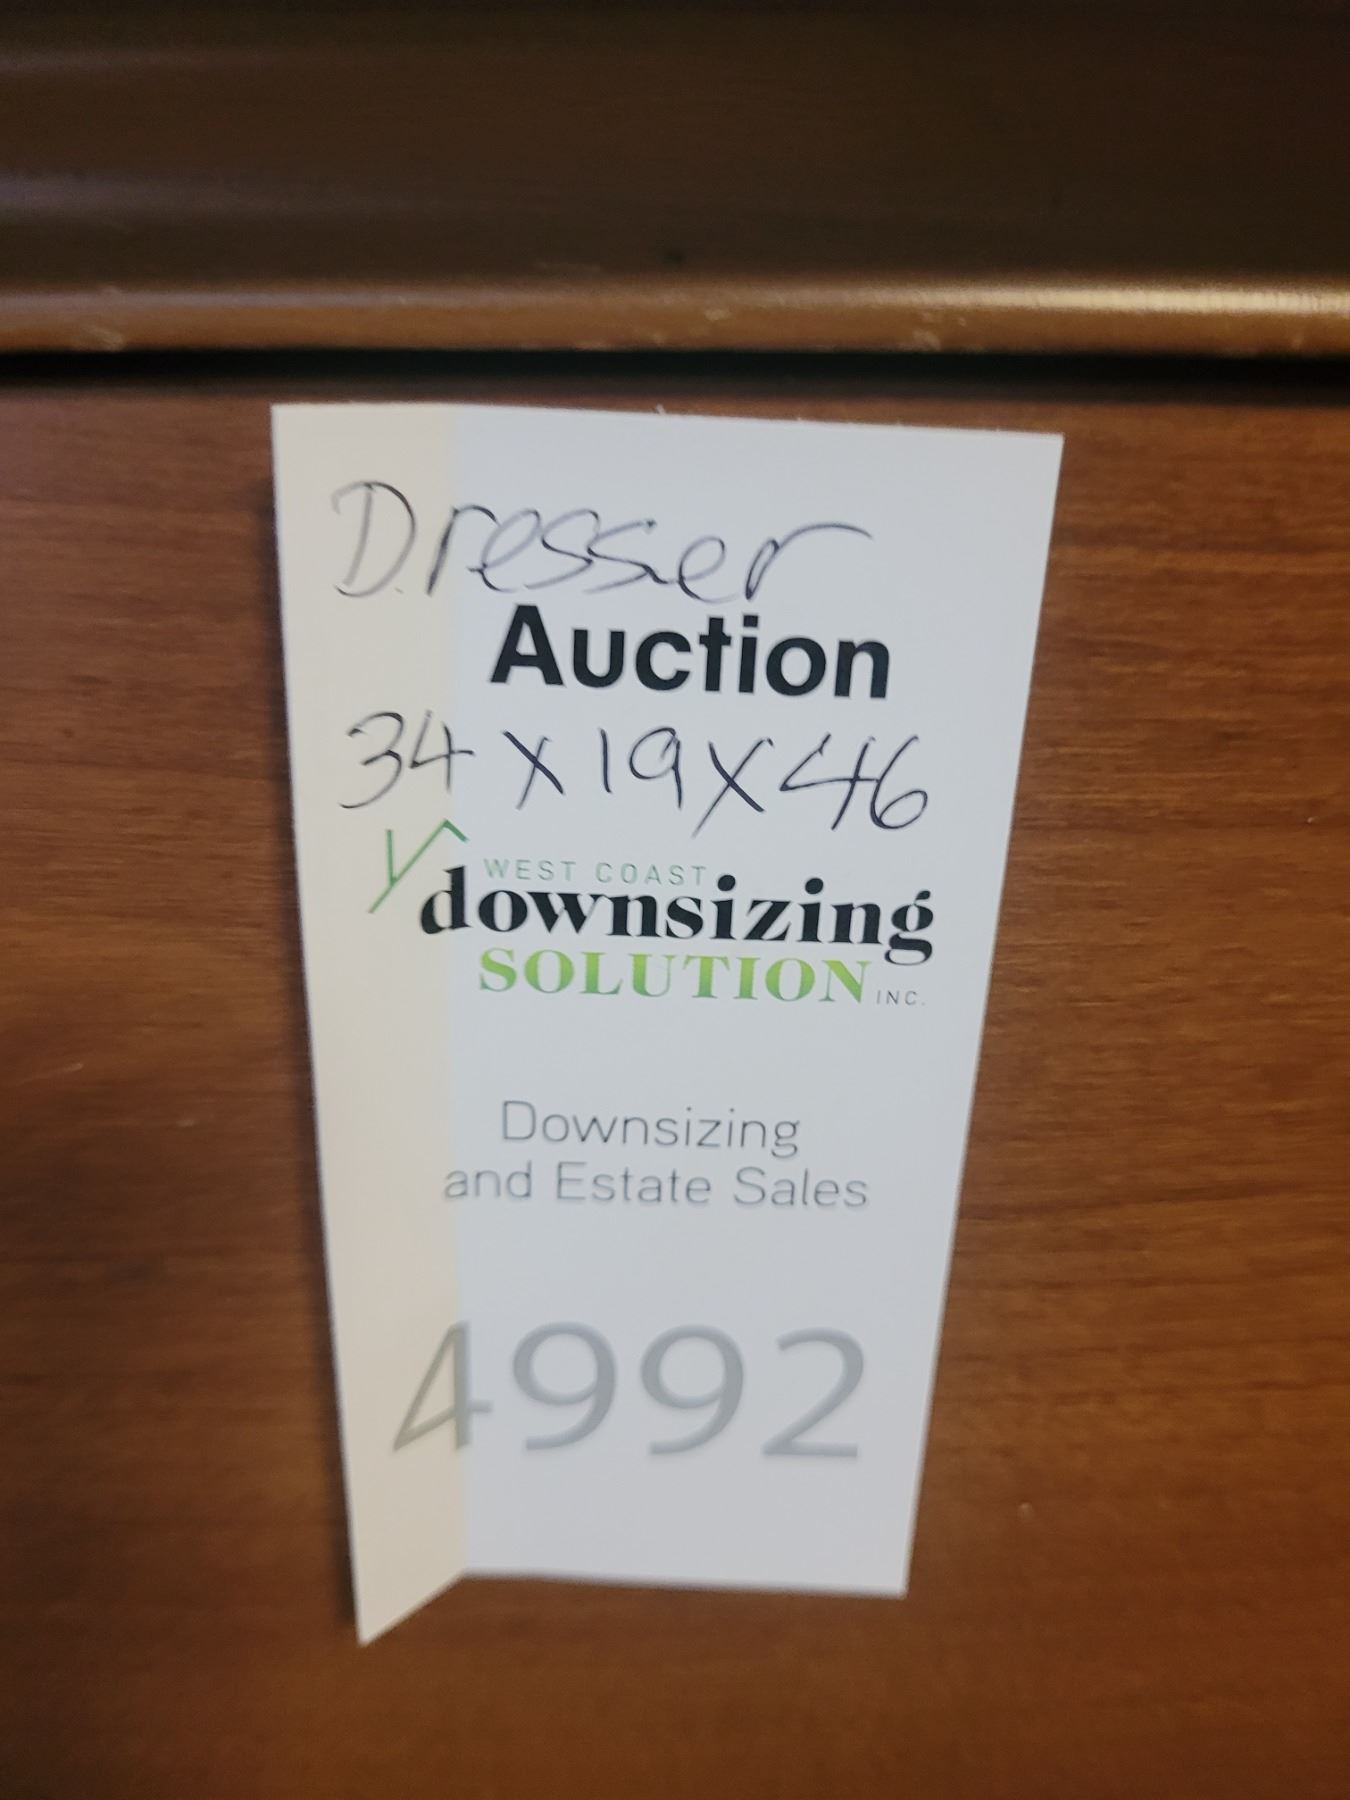 Dresser
Auction
34 x 19 x 46
WEST COAST
downsizing
SOLUTION INC.
Downsizing
and Estate Sales
4992